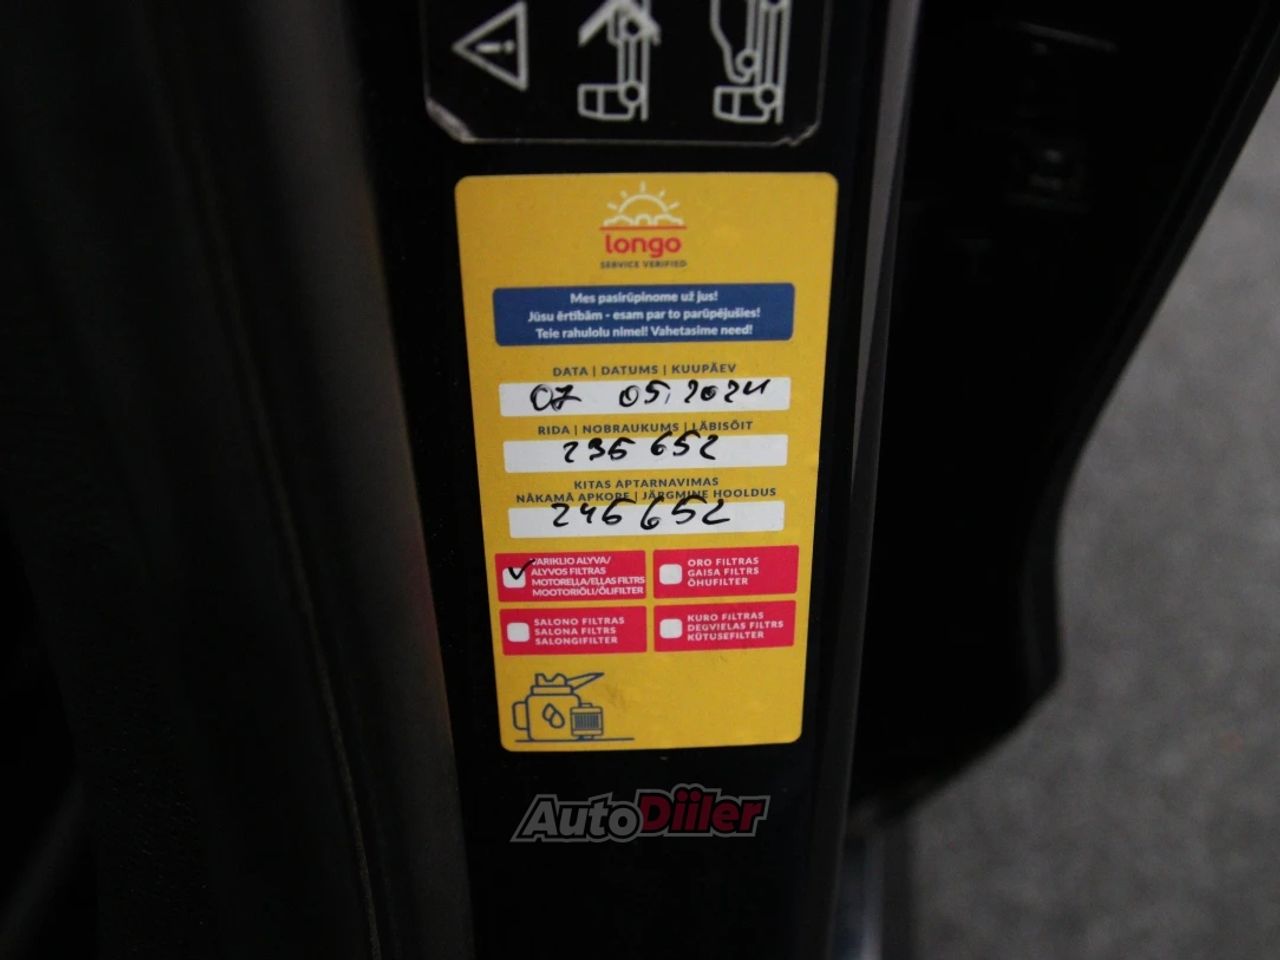 longo
SERVICE VERIFIED
Mes pasirūpinome už jus!
Jūsu ērtībām - esam par to parūpējušies!
Teie rahulolu nimel! Vahetasime need!
DATA | DATUMS | KUUPÄEV
07 05.2024
RIDA | NOBRAUKUMS | LÄBISÕIT
236 652
KITAS APTARNAVIMAS
NĀKAMĀ APKOPE | JÄRGMINE HOOLDUS
246 652
VARIKLIO ALYVA/
ALYVOS FILTRAS
MOTOREĻĻA/EĻĻAS FILTRS
MOOTORIÕLI/ÕLIFILTER
ORO FILTRAS
GAISA FILTRS
ÕHUFILTER
SALONO FILTRAS
SALONA FILTRS
SALONGIFILTER
KURO FILTRAS
DEGVIELAS FILTRS
KÜTUSEFILTER
AutoDiiler